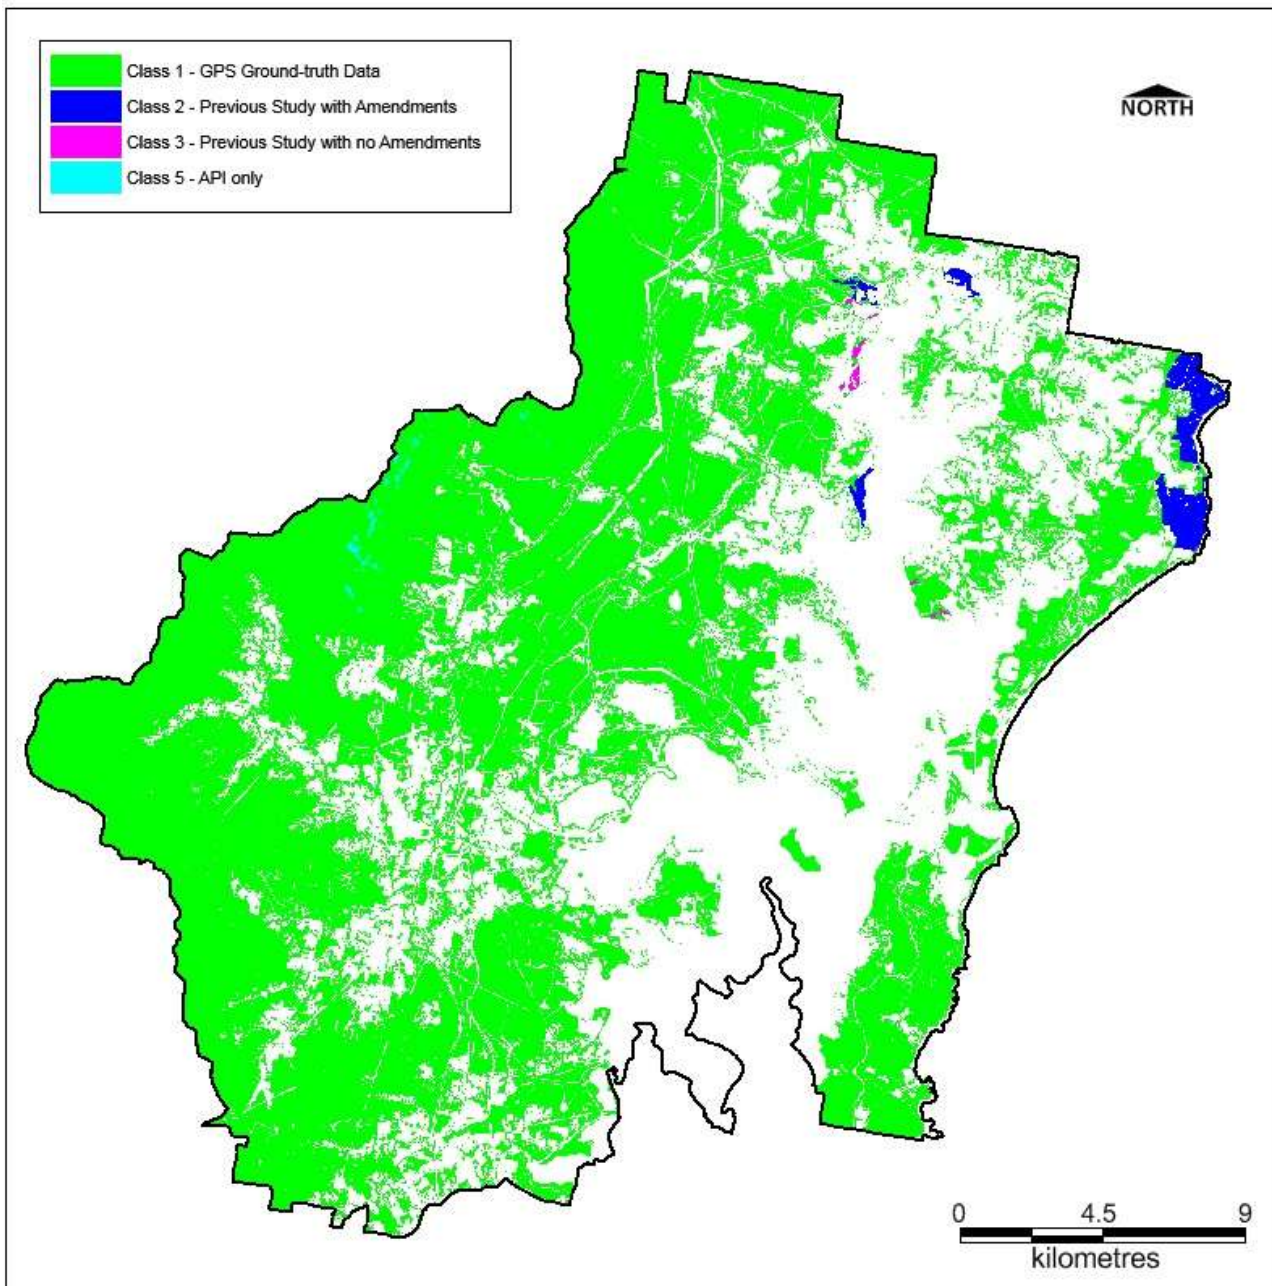 Class 1 - GPS Ground-truth Data
Class 2 - Previous Study with Amendments
Class 3 - Previous Study with no Amendments
Class 5 - API only
NORTH
0 4.5 9
kilometres